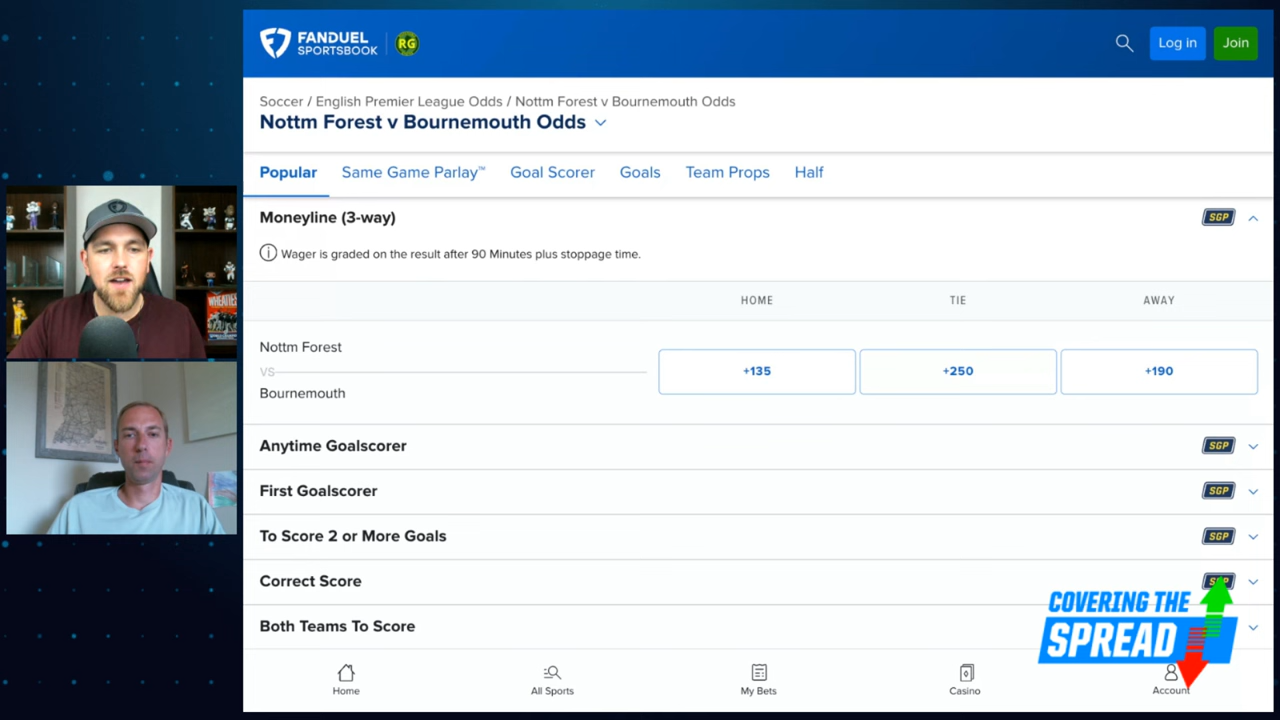 FANDUEL
SPORTSBOOK
RG
Log in
Join
Soccer / English Premier League Odds / Nottm Forest v Bournemouth Odds
Nottm Forest v Bournemouth Odds
Popular
Same Game Parlay™
Goal Scorer
Goals
Team Props
Half
Moneyline (3-way)
SGP
Wager is graded on the result after 90 Minutes plus stoppage time.
HOME
TIE
AWAY
Nottm Forest
VS
Bournemouth
+135
+250
+190
Anytime Goalscorer
SGP
First Goalscorer
SGP
To Score 2 or More Goals
SGP
Correct Score
SGP
Both Teams To Score
COVERING THE
SPREAD
Home
All Sports
My Bets
Casino
Account
WHEATIES